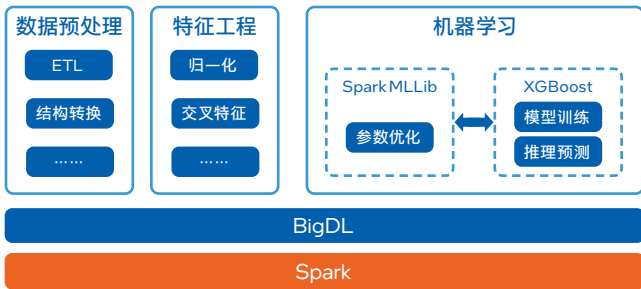 数据预处理
ETL
结构转换
……
特征工程
归一化
交叉特征
……
机器学习
Spark MLLib
参数优化
XGBoost
模型训练
推理预测
BigDL
Spark